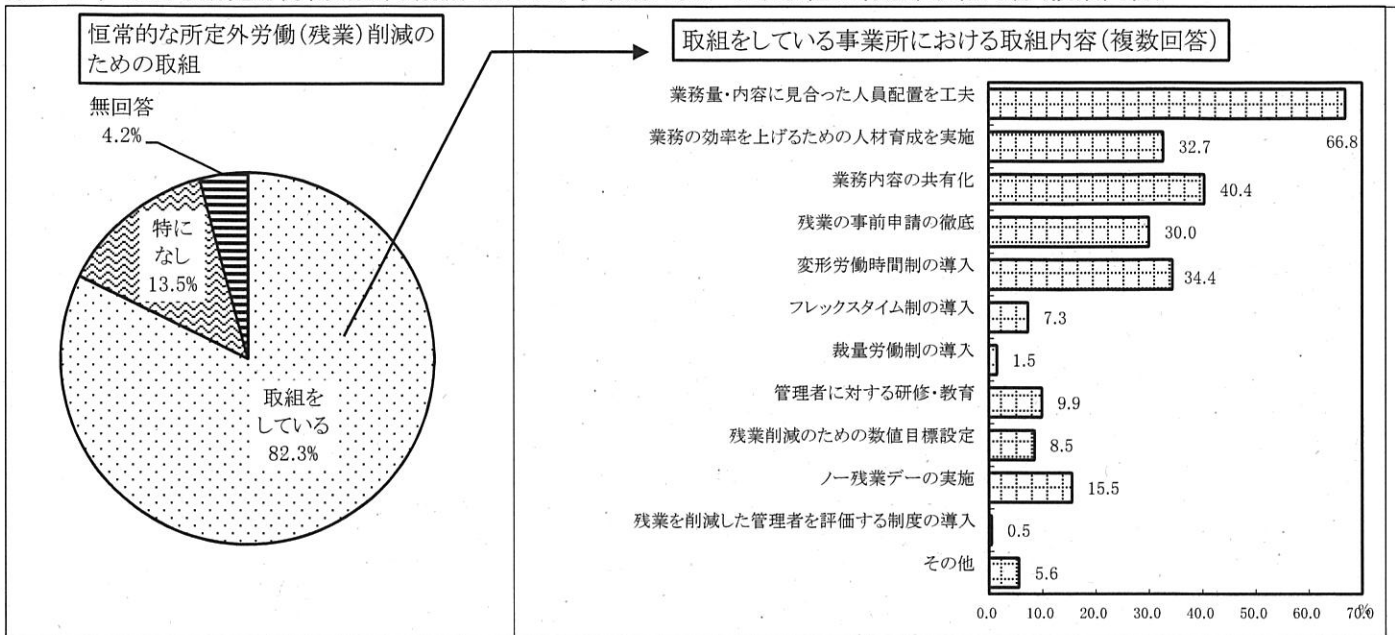 恒常的な所定外労働(残業)削減の
ための取組
無回答
4.2%
特に
なし
13.5%
取組を
している
82.3%
取組をしている事業所における取組内容(複数回答)
業務量・内容に見合った人員配置を工夫
66.8
業務の効率を上げるための人材育成を実施
32.7
業務内容の共有化
40.4
残業の事前申請の徹底
30.0
変形労働時間制の導入
34.4
フレックスタイム制の導入
7.3
裁量労働制の導入
1.5
管理者に対する研修・教育
9.9
残業削減のための数値目標設定
8.5
ノー残業デーの実施
15.5
残業を削減した管理者を評価する制度の導入
0.5
その他
5.6
0.0 10.0 20.0 30.0 40.0 50.0 60.0 70.0
%